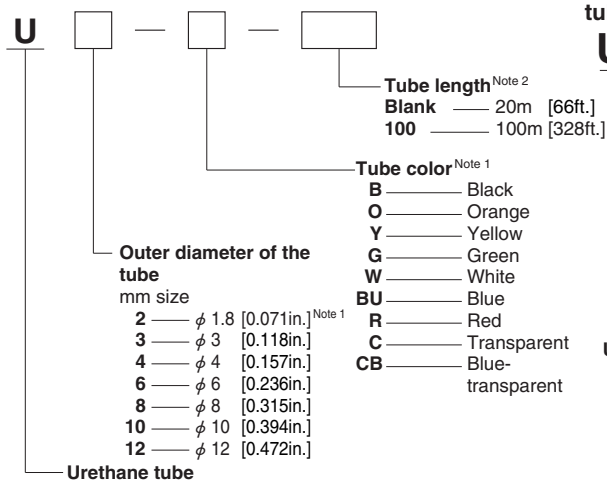 tu
U
U
Tube length Note 2
Blank 20m [66ft.]
100 100m [328ft.]
Tube color Note 1
B Black
O Orange
Y Yellow
G Green
W White
BU Blue
R Red
C Transparent
CB Blue-
transparent
Outer diameter of the
tube
mm size
2 φ 1.8 [0.071in.] Note 1
3 φ 3 [0.118in.]
4 φ 4 [0.157in.]
6 φ 6 [0.236in.]
8 φ 8 [0.315in.]
10 φ 10 [0.394in.]
12 φ 12 [0.472in.]
Urethane tube